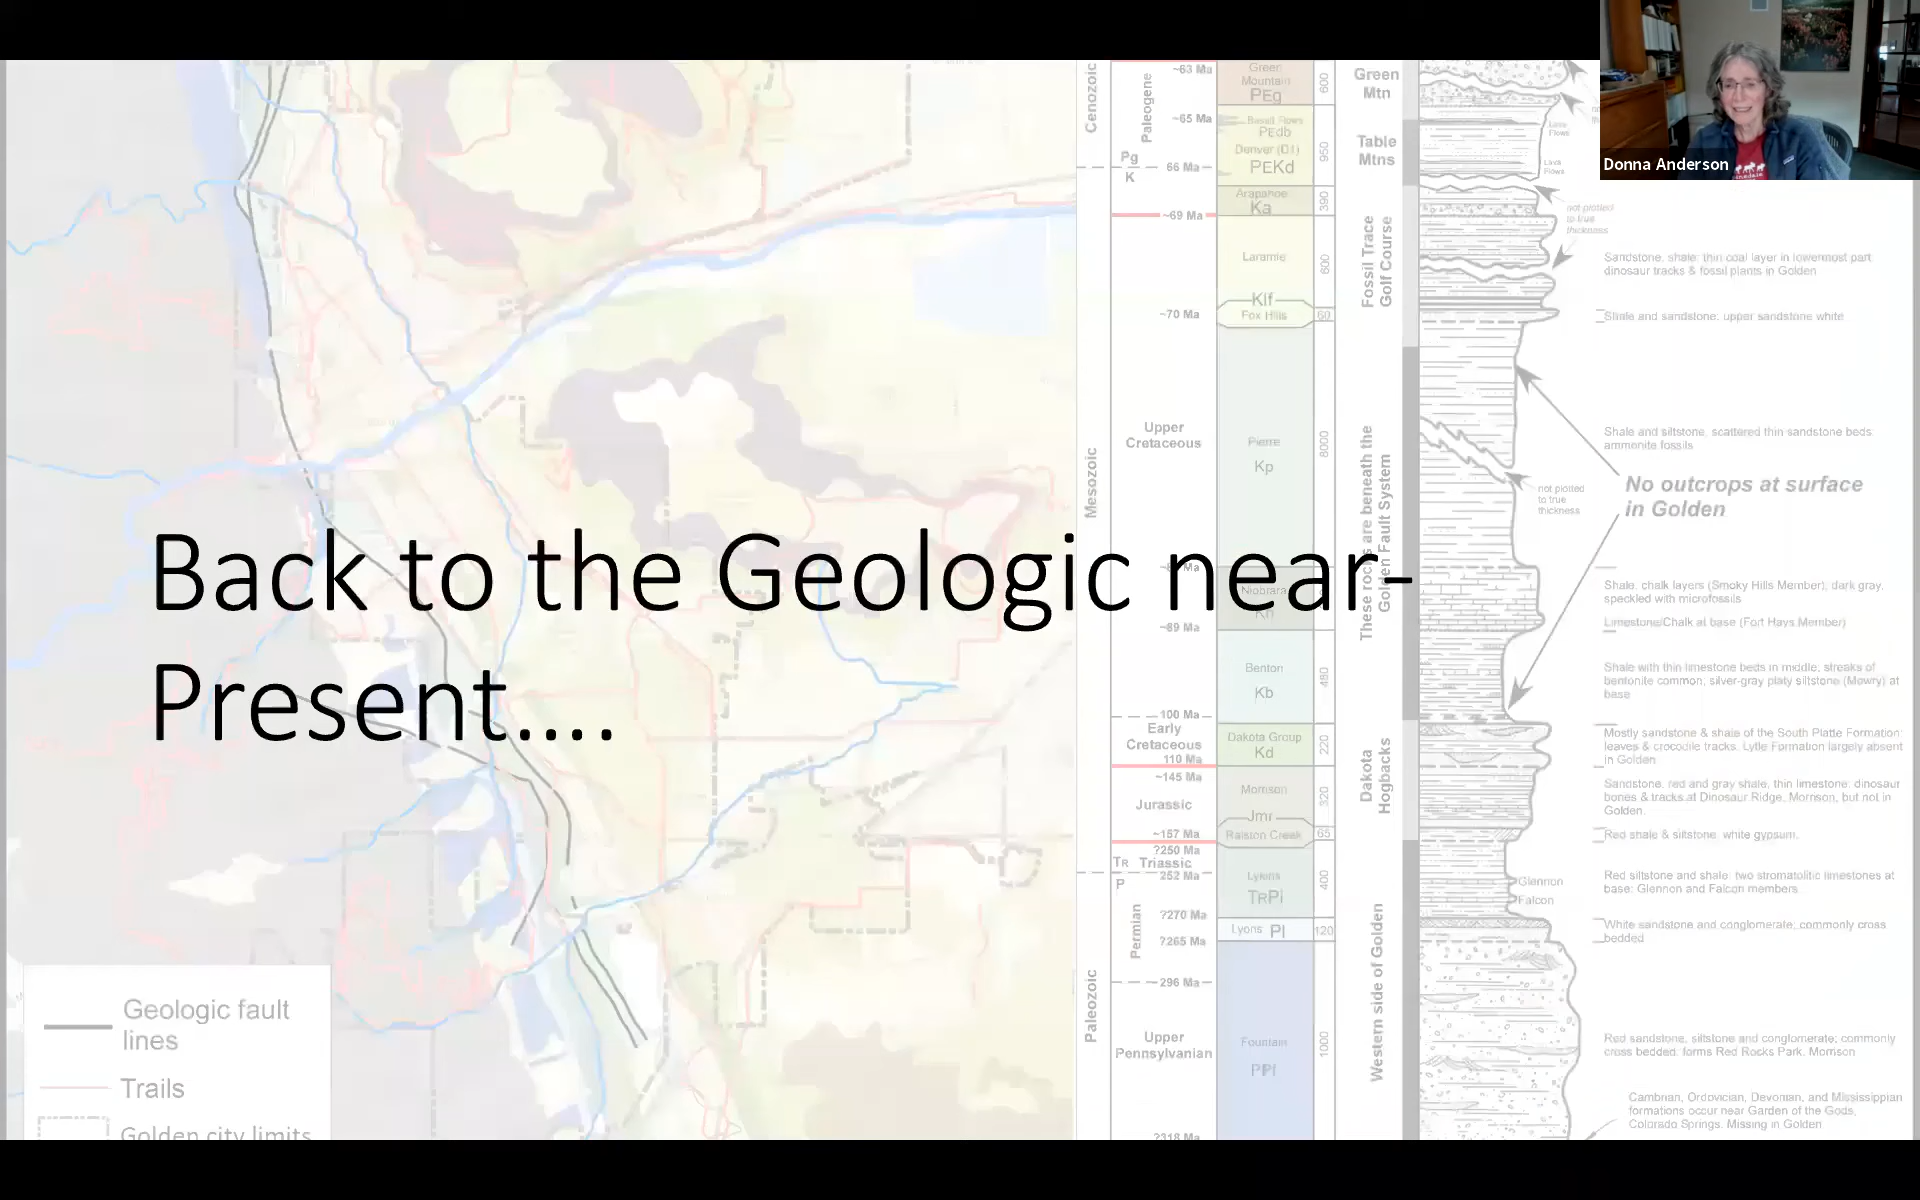 Donna Anderson
Back to the Geologic near-
Present....
Geologic fault
lines
Trails
Golden city limits
Cenozoic
Mesozoic
Paleozoic
Paleogene
Pg
K
Upper
Cretaceous
Early
Cretaceous
Jurassic
TR Triassic
P
Permian
Upper
Pennsylvanian
~63 Ma
~65 Ma
66 Ma
~69 Ma
~70 Ma
~89 Ma
100 Ma
110 Ma
~145 Ma
~157 Ma
?250 Ma
252 Ma
?270 Ma
?265 Ma
~296 Ma
?318 Ma
Green
Mountain
PEg
Basalt Flows
PEdb
Denver (D1)
PEKd
Arapahoe
Ka
Laramie
Klf
Fox Hills
Pierre
Kp
Niobrara
Kn
Benton
Kb
Dakota Group
Kd
Morrison
Jmr
Ralston Creek
Lykins
TRPl
Lyons Pl
Fountain
PPf
600
950
390
600
60
8000
480
220
320
65
400
120
1000
Green
Mtn
Table
Mtns
Fossil Trace
Golf Course
These rocks are beneath the
Golden Fault System
Dakota
Hogbacks
Western side of Golden
Lava
Flows
Lava
Flows
not plotted
to true
thickness
Sandstone, shale; thin coal layer in lowermost part
dinosaur tracks & fossil plants in Golden
Shale and sandstone; upper sandstone white
Shale and siltstone, scattered thin sandstone beds;
ammonite fossils
No outcrops at surface
in Golden
not plotted
to true
thickness
Shale, chalk layers (Smoky Hills Member), dark gray,
speckled with microfossils
Limestone/Chalk at base (Fort Hays Member)
Shale with thin limestone beds in middle; streaks of
bentonite common; silver-gray platy siltstone (Mowry) at
base
Mostly sandstone & shale of the South Platte Formation;
leaves & crocodile tracks. Lytle Formation largely absent
in Golden.
Sandstone, red and gray shale, thin limestone; dinosaur
bones & tracks at Dinosaur Ridge, Morrison, but not in
Golden.
Red shale & siltstone, white gypsum.
Red siltstone and shale; two stromatolitic limestones at
base: Glennon and Falcon members
Glennon
Falcon
White sandstone and conglomerate; commonly cross
bedded
Red sandstone, siltstone and conglomerate; commonly
cross bedded; forms Red Rocks Park, Morrison
Cambrian, Ordovician, Devonian, and Mississippian
formations occur near Garden of the Gods,
Colorado Springs. Missing in Golden